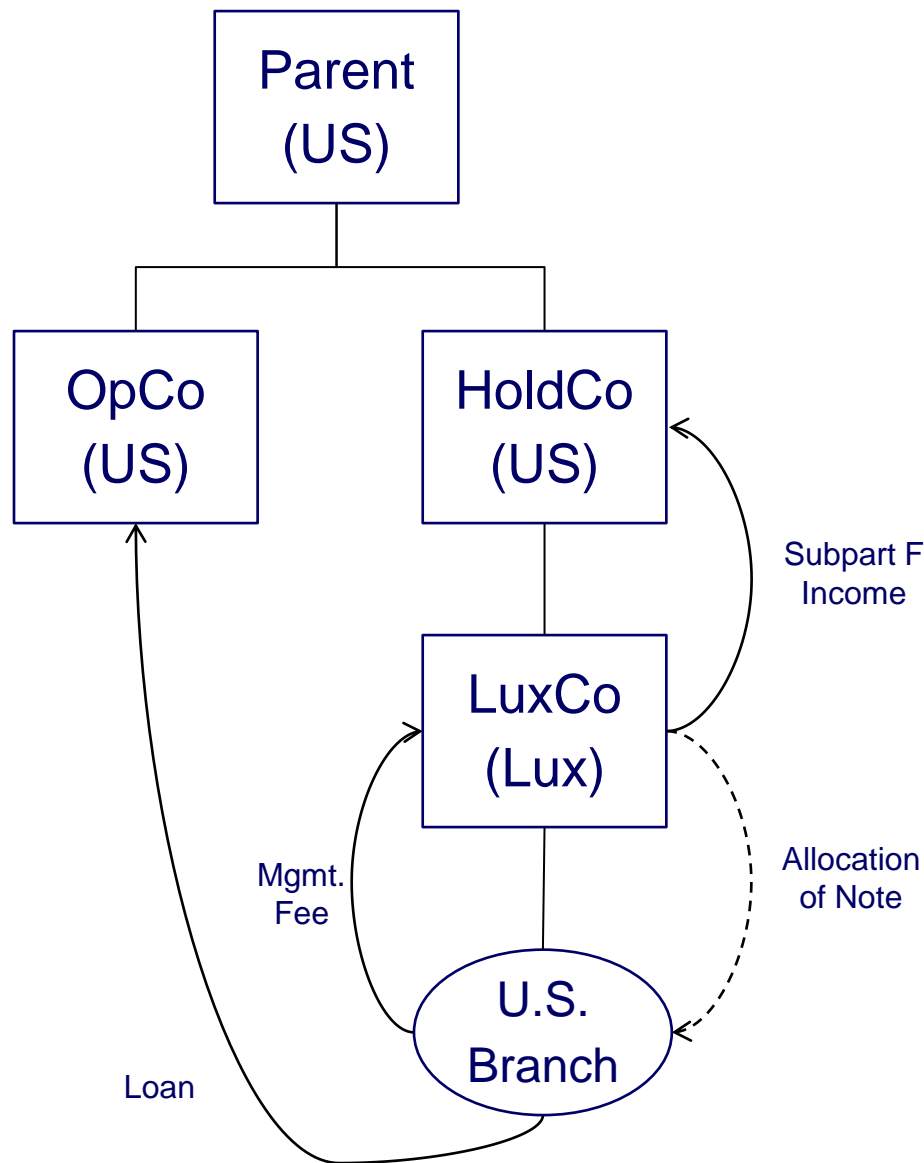 Parent
(US)
OpCo
(US)
HoldCo
(US)
Subpart F
Income
LuxCo
(Lux)
Mgmt.
Fee
Allocation
of Note
U.S.
Branch
Loan